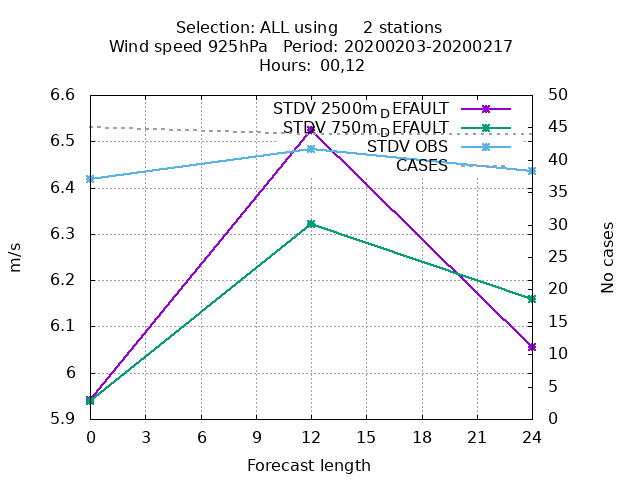 Selection: ALL using     2 stations
Wind speed 925hPa   Period: 20200203-20200217
Hours: 00,12
STDV 2500m_DEFAULT
STDV 750m_DEFAULT
STDV OBS
CASES
6.6
6.5
6.4
6.3
6.2
6.1
6
5.9
m/s
50
45
40
35
30
25
20
15
10
5
0
No cases
0 3 6 9 12 15 18 21 24
Forecast length